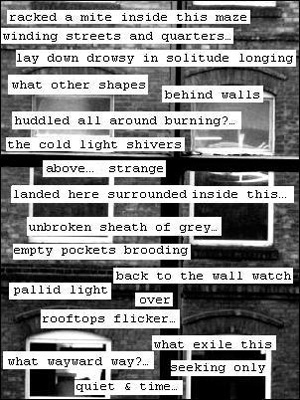 racked a mite inside this maze
winding streets and quarters…
lay down drowsy in solitude longing
what other shapes
behind walls
huddled all around burning?…
the cold light shivers
above… strange
landed here surrounded inside this…
unbroken sheath of grey…
empty pockets brooding
back to the wall watch
pallid light
over
rooftops flicker…
what exile this
what wayward way?…
seeking only
quiet & time…